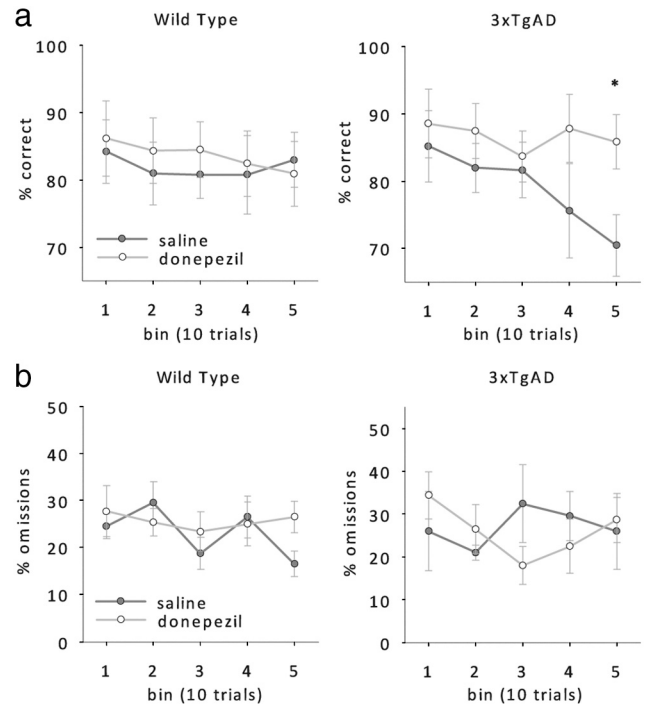 a
Wild Type
3xTgAD
100
90
80
70
% correct
saline
donepezil
1 2 3 4 5
bin (10 trials)
100
90
80
70
% correct
*
1 2 3 4 5
bin (10 trials)
b
Wild Type
3xTgAD
50
40
30
20
10
0
% omissions
saline
donepezil
1 2 3 4 5
bin (10 trials)
50
40
30
20
10
0
% omissions
1 2 3 4 5
bin (10 trials)